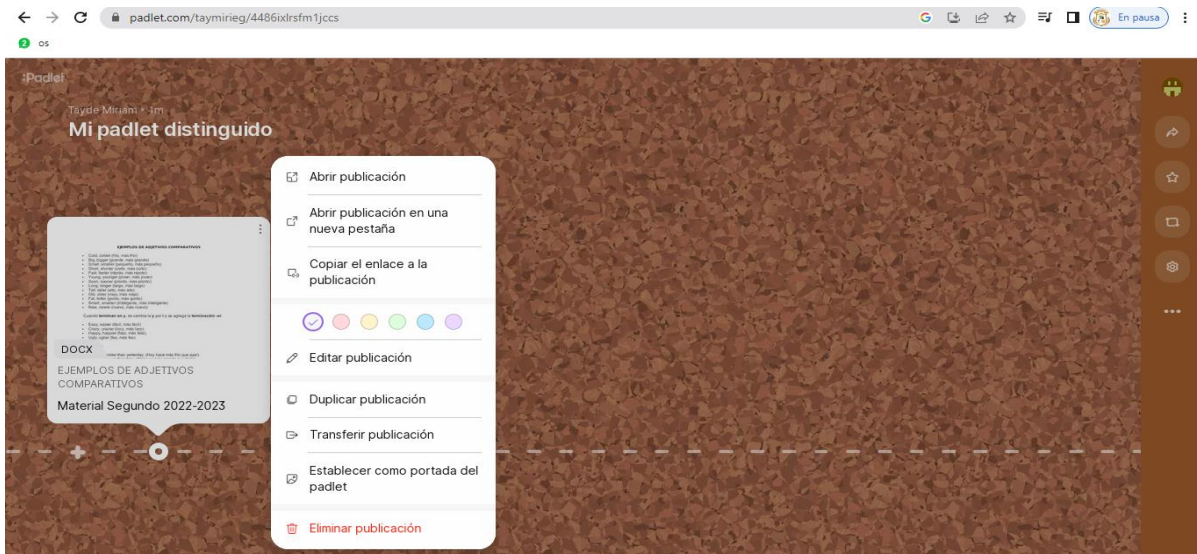 padlet.com/taymirieg/4486ixlrsfm1jccs
En pausa
2 os
:Padlet
Tayde Miriam • 1m
Mi padlet distinguido
Abrir publicación
Abrir publicación en una
nueva pestaña
Copiar el enlace a la
publicación
Editar publicación
Duplicar publicación
Transferir publicación
Establecer como portada del
padlet
Eliminar publicación
EJEMPLOS DE ADJETIVOS COMPARATIVOS
DOCX
EJEMPLOS DE ADJETIVOS
COMPARATIVOS
Material Segundo 2022-2023